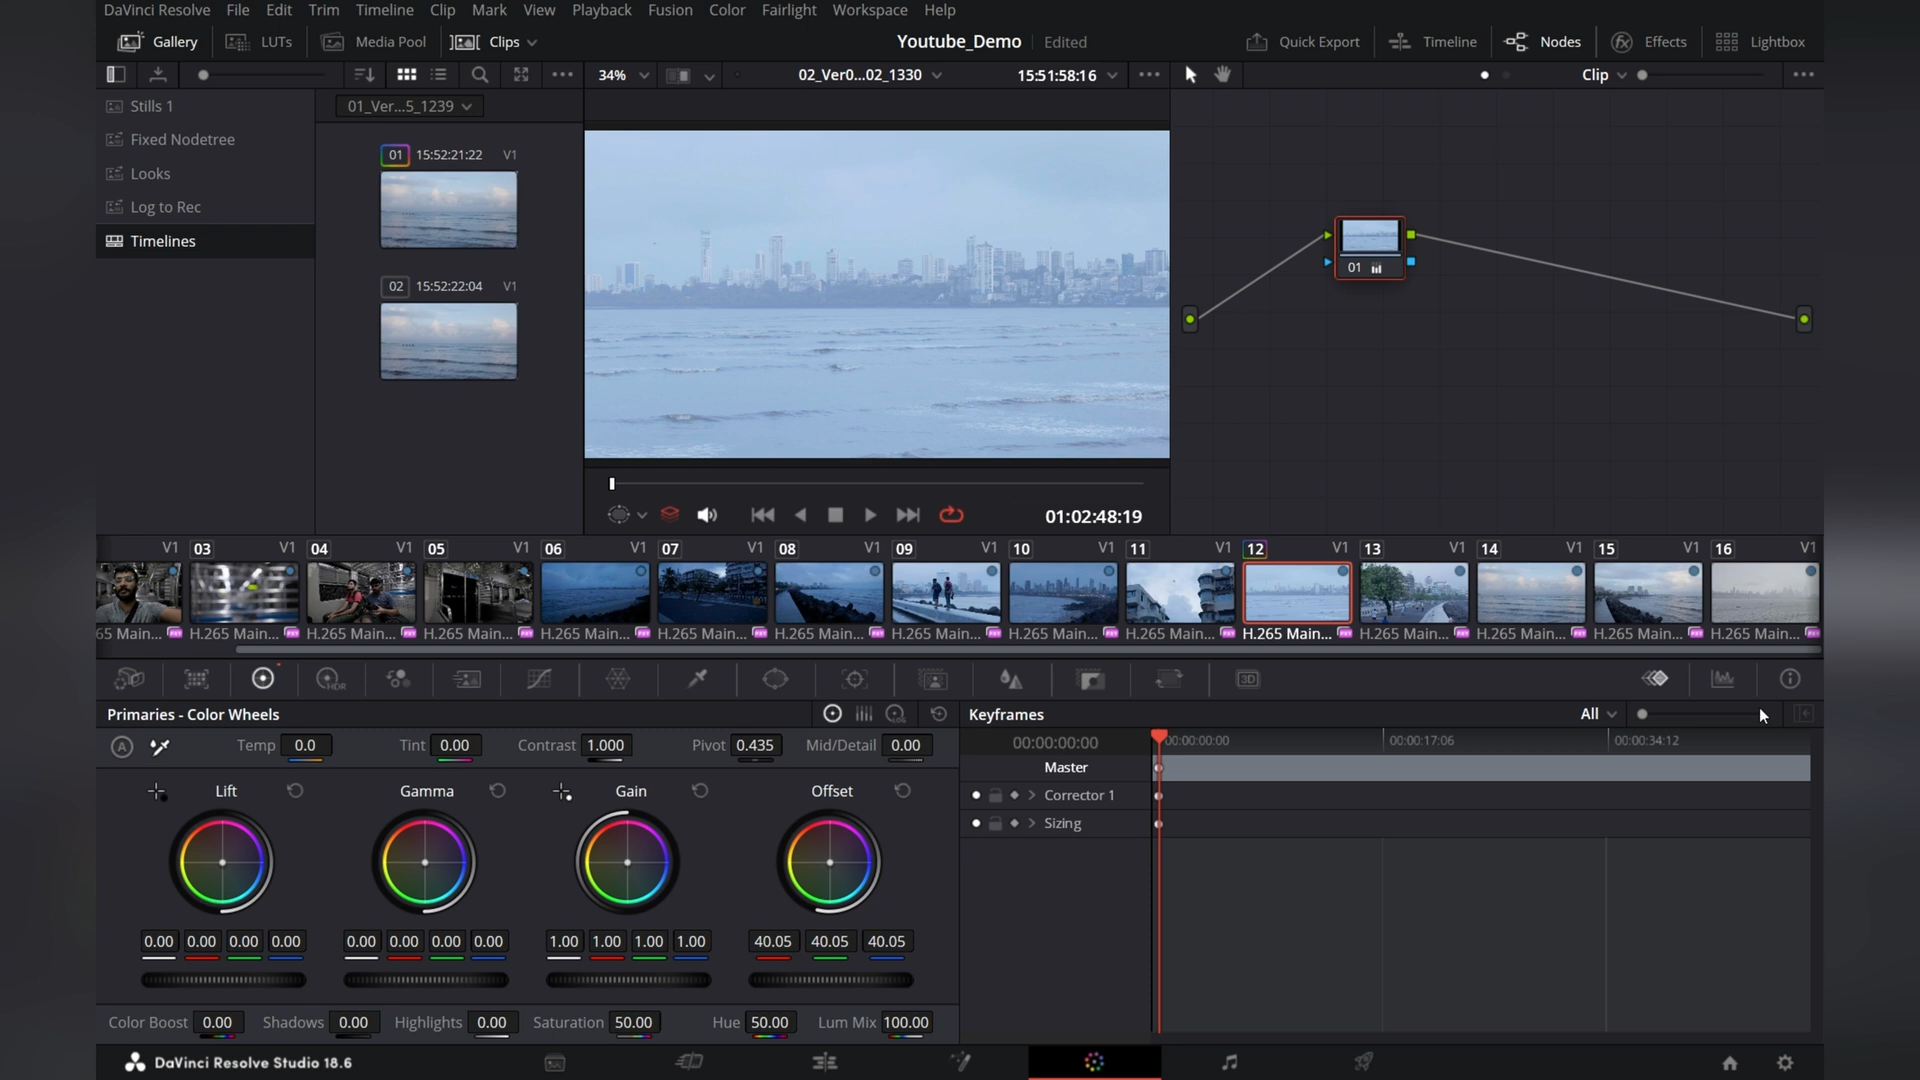 DaVinci Resolve File Edit Trim Timeline Clip Mark View Playback Fusion Color Fairlight Workspace Help
Gallery LUTs Media Pool Clips Youtube_Demo Edited Quick Export Timeline Nodes Effects Lightbox
34% 02_Ver0...02_1330 15:51:58:16 Clip
Stills 1
Fixed Nodetree
Looks
Log to Rec
Timelines
01_Ver...5_1239
01 15:52:21:22 V1
02 15:52:22:04 V1
01
01:02:48:19
V1 03 V1 04 V1 05 V1 06 V1 07 V1 08 V1 09 V1 10 V1 11 V1 12 V1 13 V1 14 V1 15 V1 16 V1
65 Main... H.265 Main... H.265 Main... H.265 Main... H.265 Main... H.265 Main... H.265 Main... H.265 Main... H.265 Main... H.265 Main... H.265 Main... H.265 Main... H.265 Main... H.265 Main... H.265 Main...
HDR 3D
Primaries - Color Wheels LOG
Keyframes All
A Temp 0.0 Tint 0.00 Contrast 1.000 Pivot 0.435 Mid/Detail 0.00
00:00:00:00 00:00:00:00 00:00:17:06 00:00:34:12
Master
Corrector 1
Sizing
Lift Gamma Gain Offset
0.00 0.00 0.00 0.00 0.00 0.00 0.00 0.00 1.00 1.00 1.00 1.00 40.05 40.05 40.05
Color Boost 0.00 Shadows 0.00 Highlights 0.00 Saturation 50.00 Hue 50.00 Lum Mix 100.00
DaVinci Resolve Studio 18.6